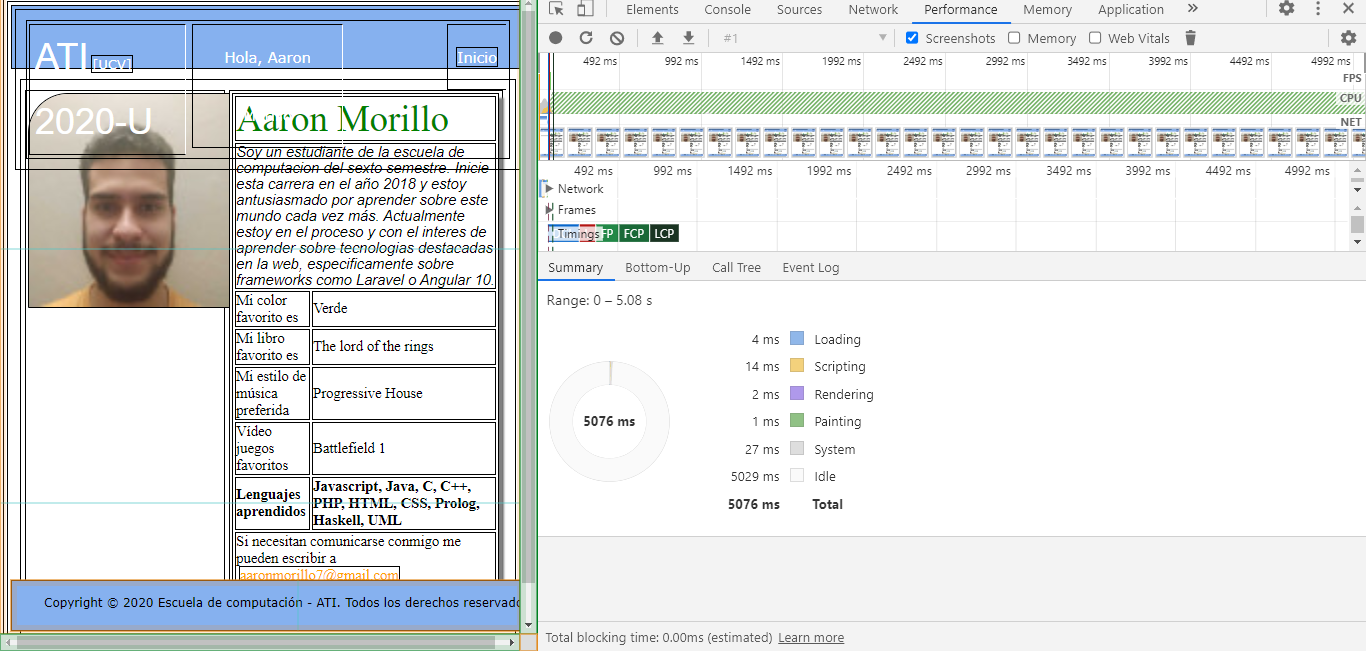 ATI [UCV]
2020-U
Hola, Aaron
Inicio
Aaron Morillo
Soy un estudiante de la escuela de
computacion del sexto semestre. Inicie
esta carrera en el año 2018 y estoy
antusiasmado por aprender sobre este
mundo cada vez más. Actualmente
estoy en el proceso y con el interes de
aprender sobre tecnologias destacadas
en la web, especificamente sobre
frameworks como Laravel o Angular 10.
Mi color
favorito es
Verde
Mi libro
favorito es
The lord of the rings
Mi estilo de
música
preferida
Progressive House
Vídeo
juegos
favoritos
Battlefield 1
Lenguajes
aprendidos
Javascript, Java, C, C++,
PHP, HTML, CSS, Prolog,
Haskell, UML
Si necesitan comunicarse conmigo me
pueden escribir a
aaronmorillo7@gmail.com
Copyright © 2020 Escuela de computación - ATI. Todos los derechos reservado
Elements Console Sources Network Performance Memory Application »
#1 Screenshots Memory Web Vitals
492 ms 992 ms 1492 ms 1992 ms 2492 ms 2992 ms 3492 ms 3992 ms 4492 ms 4992 ms
FPS
CPU
NET
492 ms 992 ms 1492 ms 1992 ms 2492 ms 2992 ms 3492 ms 3992 ms 4492 ms 4992 ms
Network
Frames
Timings FP FCP LCP
Summary Bottom-Up Call Tree Event Log
Range: 0 – 5.08 s
5076 ms
4 ms Loading
14 ms Scripting
2 ms Rendering
1 ms Painting
27 ms System
5029 ms Idle
5076 ms Total
Total blocking time: 0.00ms (estimated) Learn more